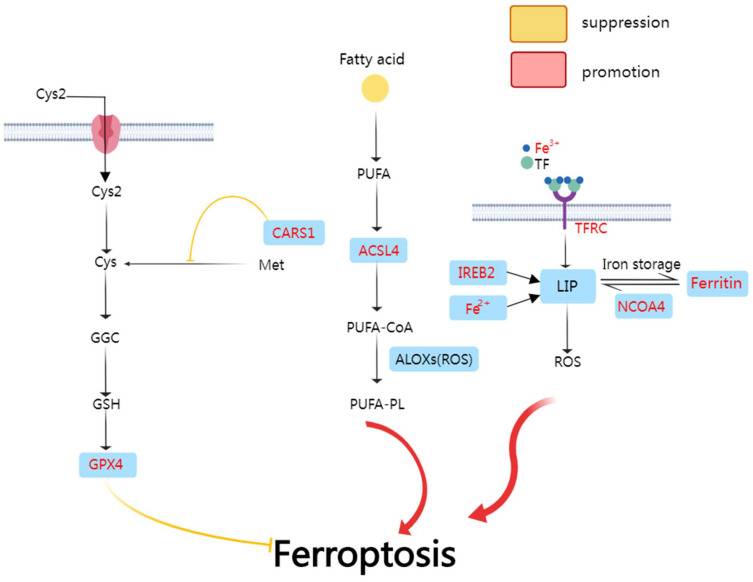 suppression
promotion
Fatty acid
Cys2
Cys2
CARS1
Cys
Met
GGC
GSH
GPX4
PUFA
ACSL4
PUFA-CoA
ALOXs(ROS)
PUFA-PL
Fe3+
TF
TFRC
IREB2
Fe2+
LIP
Iron storage
Ferritin
NCOA4
ROS
Ferroptosis